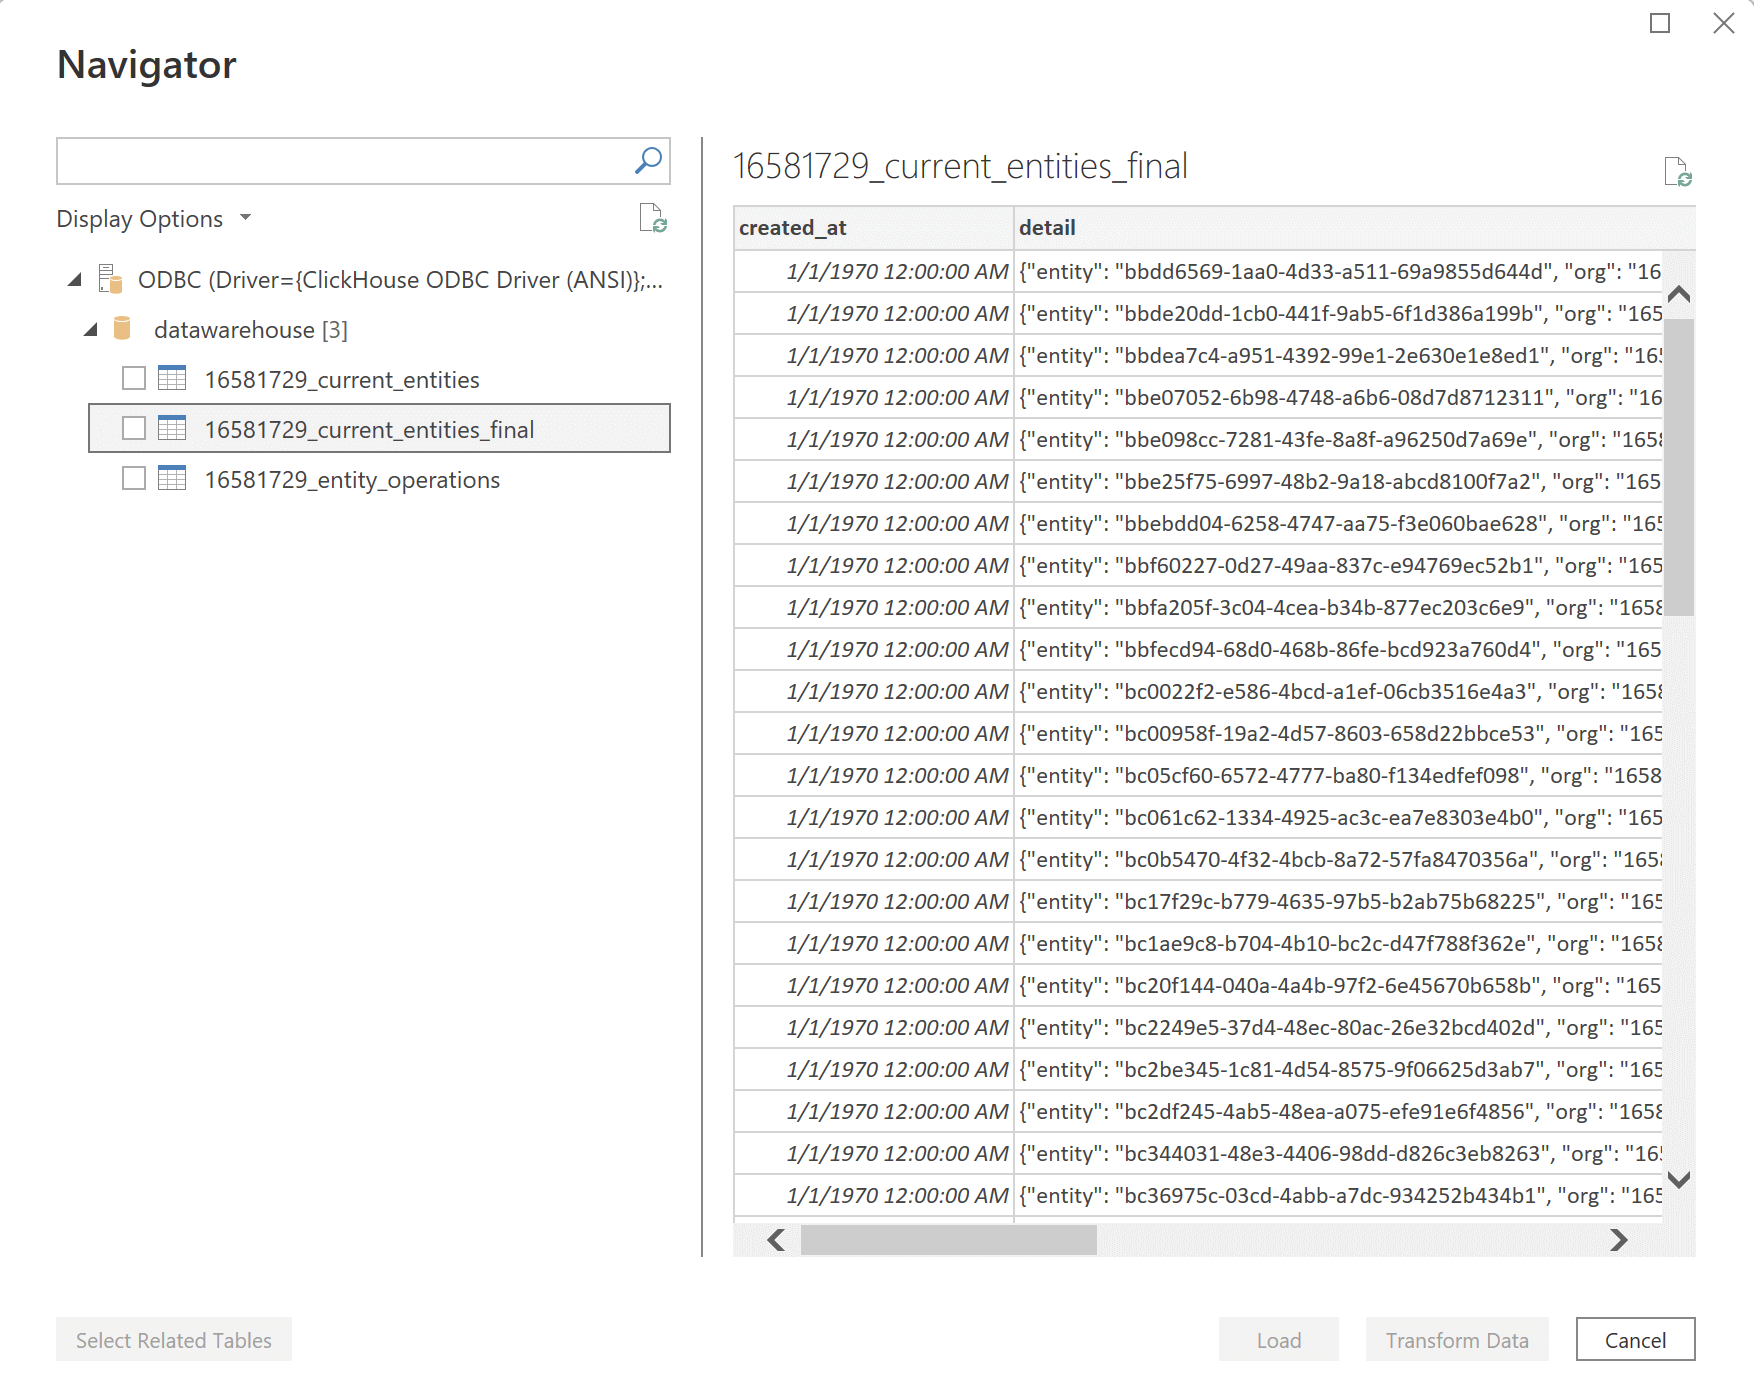 Navigator
Display Options
ODBC (Driver={ClickHouse ODBC Driver (ANSI)};...
datawarehouse [3]
16581729_current_entities
16581729_current_entities_final
16581729_entity_operations
16581729_current_entities_final
created_at detail
1/1/1970 12:00:00 AM {"entity": "bbdd6569-1aa0-4d33-a511-69a9855d644d", "org": "16
1/1/1970 12:00:00 AM {"entity": "bbde20dd-1cb0-441f-9ab5-6f1d386a199b", "org": "165
1/1/1970 12:00:00 AM {"entity": "bbdea7c4-a951-4392-99e1-2e630e1e8ed1", "org": "165
1/1/1970 12:00:00 AM {"entity": "bbe07052-6b98-4748-a6b6-08d7d8712311", "org": "16
1/1/1970 12:00:00 AM {"entity": "bbe098cc-7281-43fe-8a8f-a96250d7a69e", "org": "1658
1/1/1970 12:00:00 AM {"entity": "bbe25f75-6997-48b2-9a18-abcd8100f7a2", "org": "165
1/1/1970 12:00:00 AM {"entity": "bbebdd04-6258-4747-aa75-f3e060bae628", "org": "165
1/1/1970 12:00:00 AM {"entity": "bbf60227-0d27-49aa-837c-e94769ec52b1", "org": "165
1/1/1970 12:00:00 AM {"entity": "bbfa205f-3c04-4cea-b34b-877ec203c6e9", "org": "1658
1/1/1970 12:00:00 AM {"entity": "bbfecd94-68d0-468b-86fe-bcd923a760d4", "org": "165
1/1/1970 12:00:00 AM {"entity": "bc0022f2-e586-4bcd-a1ef-06cb3516e4a3", "org": "1658
1/1/1970 12:00:00 AM {"entity": "bc00958f-19a2-4d57-8603-658d22bbce53", "org": "165
1/1/1970 12:00:00 AM {"entity": "bc05cf60-6572-4777-ba80-f134edfef098", "org": "1658
1/1/1970 12:00:00 AM {"entity": "bc061c62-1334-4925-ac3c-ea7e8303e4b0", "org": "165
1/1/1970 12:00:00 AM {"entity": "bc0b5470-4f32-4bcb-8a72-57fa8470356a", "org": "1658
1/1/1970 12:00:00 AM {"entity": "bc17f29c-b779-4635-97b5-b2ab75b68225", "org": "165
1/1/1970 12:00:00 AM {"entity": "bc1ae9c8-b704-4b10-bc2c-d47f788f362e", "org": "1658
1/1/1970 12:00:00 AM {"entity": "bc20f144-040a-4a4b-97f2-6e45670b658b", "org": "165
1/1/1970 12:00:00 AM {"entity": "bc2249e5-37d4-48ec-80ac-26e32bcd402d", "org": "165
1/1/1970 12:00:00 AM {"entity": "bc2be345-1c81-4d54-8575-9f06625d3ab7", "org": "165
1/1/1970 12:00:00 AM {"entity": "bc2df245-4ab5-48ea-a075-efe91e6f4856", "org": "1658
1/1/1970 12:00:00 AM {"entity": "bc344031-48e3-4406-98dd-d826c3eb8263", "org": "165
1/1/1970 12:00:00 AM {"entity": "bc36975c-03cd-4abb-a7dc-934252b434b1", "org": "165
Select Related Tables
Load
Transform Data
Cancel